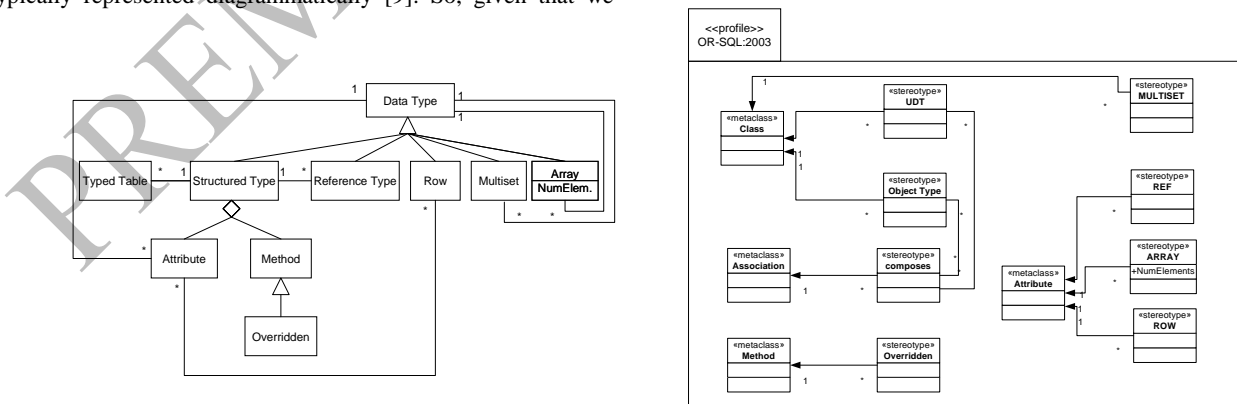 typically represented diagrammatically [9]. So, given that we
PREM
1
Data Type
1
1
Typed Table
*
1
Structured Type
1
*
Reference Type
Row
Multiset
Array
NumElem.
*
*
*
*
Attribute
Method
*
Overridden
<<profile>>
OR-SQL:2003
1
«metaclass»
Class
«stereotype»
UDT
*
*
«stereotype»
MULTISET
*
1
1
«stereotype»
Object Type
*
*
«stereotype»
REF
*
«metaclass»
Association
1
*
«stereotype»
composes
*
*
«metaclass»
Attribute
1
1
1
«stereotype»
ARRAY
+NumElements
*
«stereotype»
ROW
*
«metaclass»
Method
1
*
«stereotype»
Overridden